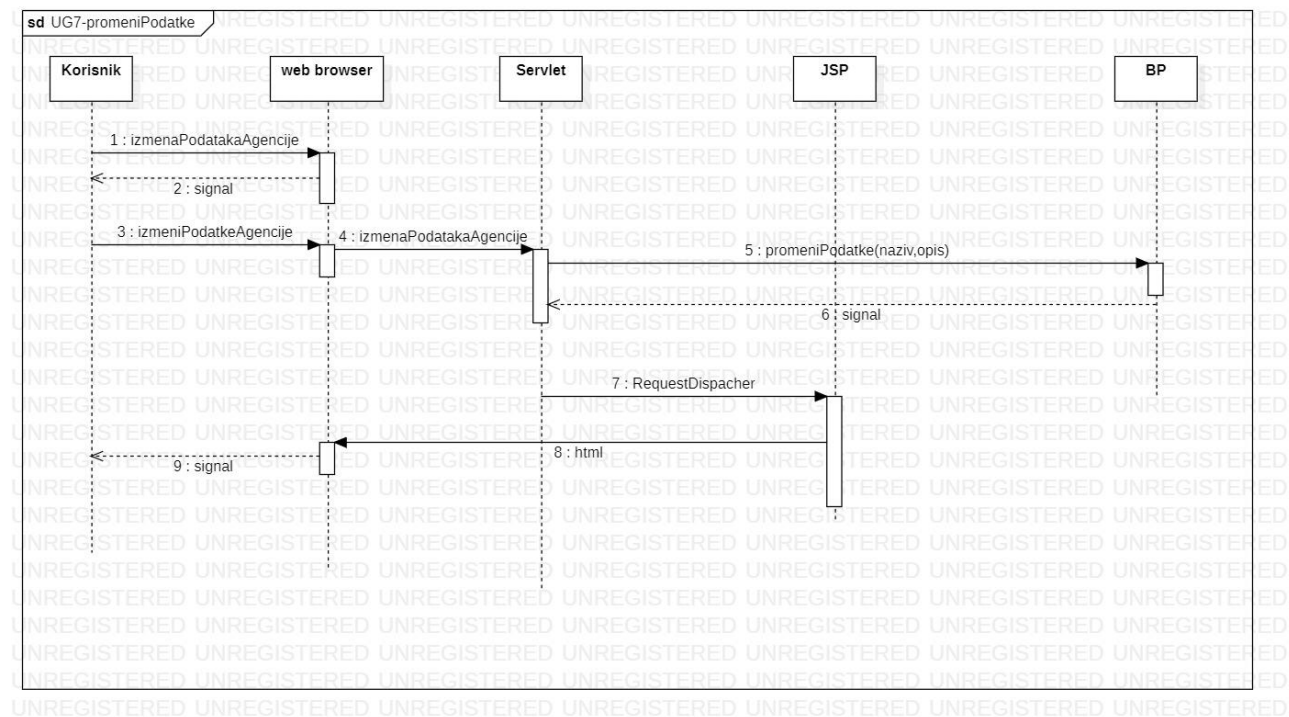 sd UG7-promeniPodatke
Korisnik
web browser
Servlet
JSP
BP
1 : izmenaPodatakaAgencije
2 : signal
3 : izmeniPodatkeAgencije
4 : izmenaPodatakaAgencije
5 : promeniPodatke(naziv,opis)
6 : signal
7 : RequestDispacher
8 : html
9 : signal
UNREGISTERED